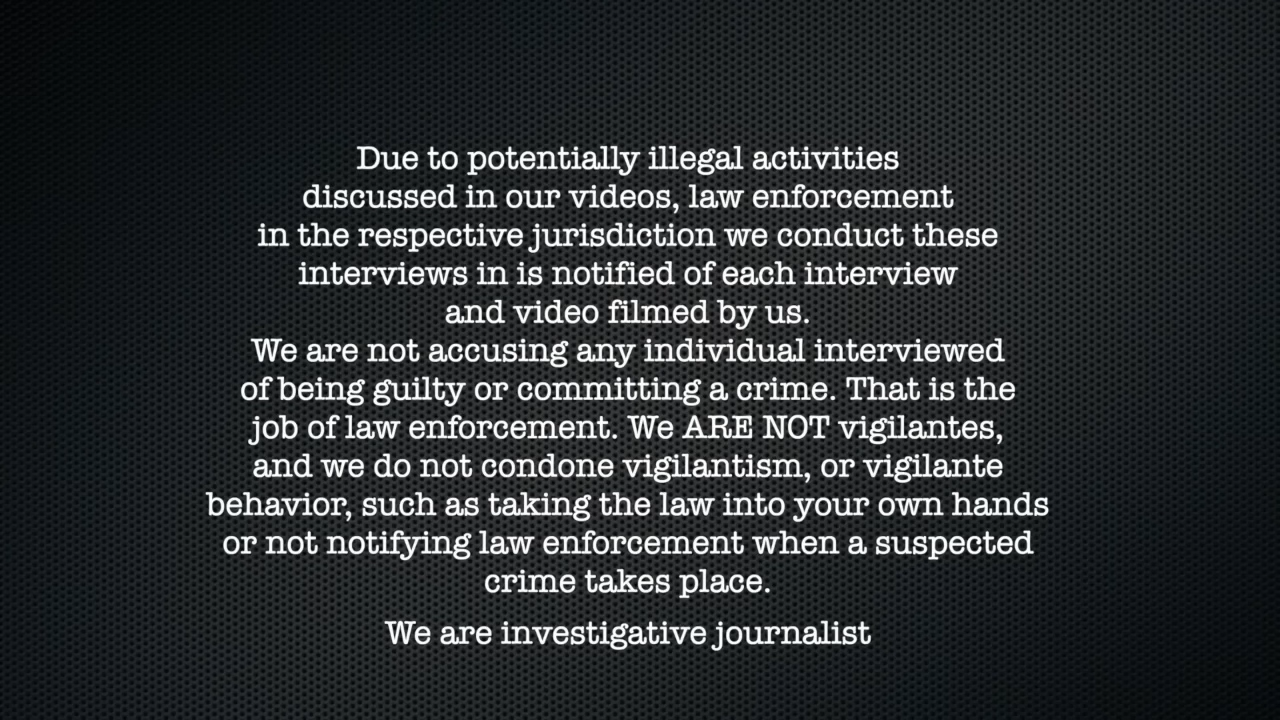 Due to potentially illegal activities
discussed in our videos, law enforcement
in the respective jurisdiction we conduct these
interviews in is notified of each interview
and video filmed by us.
We are not accusing any individual interviewed
of being guilty or committing a crime. That is the
job of law enforcement. We ARE NOT vigilantes,
and we do not condone vigilantism, or vigilante
behavior, such as taking the law into your own hands
or not notifying law enforcement when a suspected
crime takes place.
We are investigative journalist